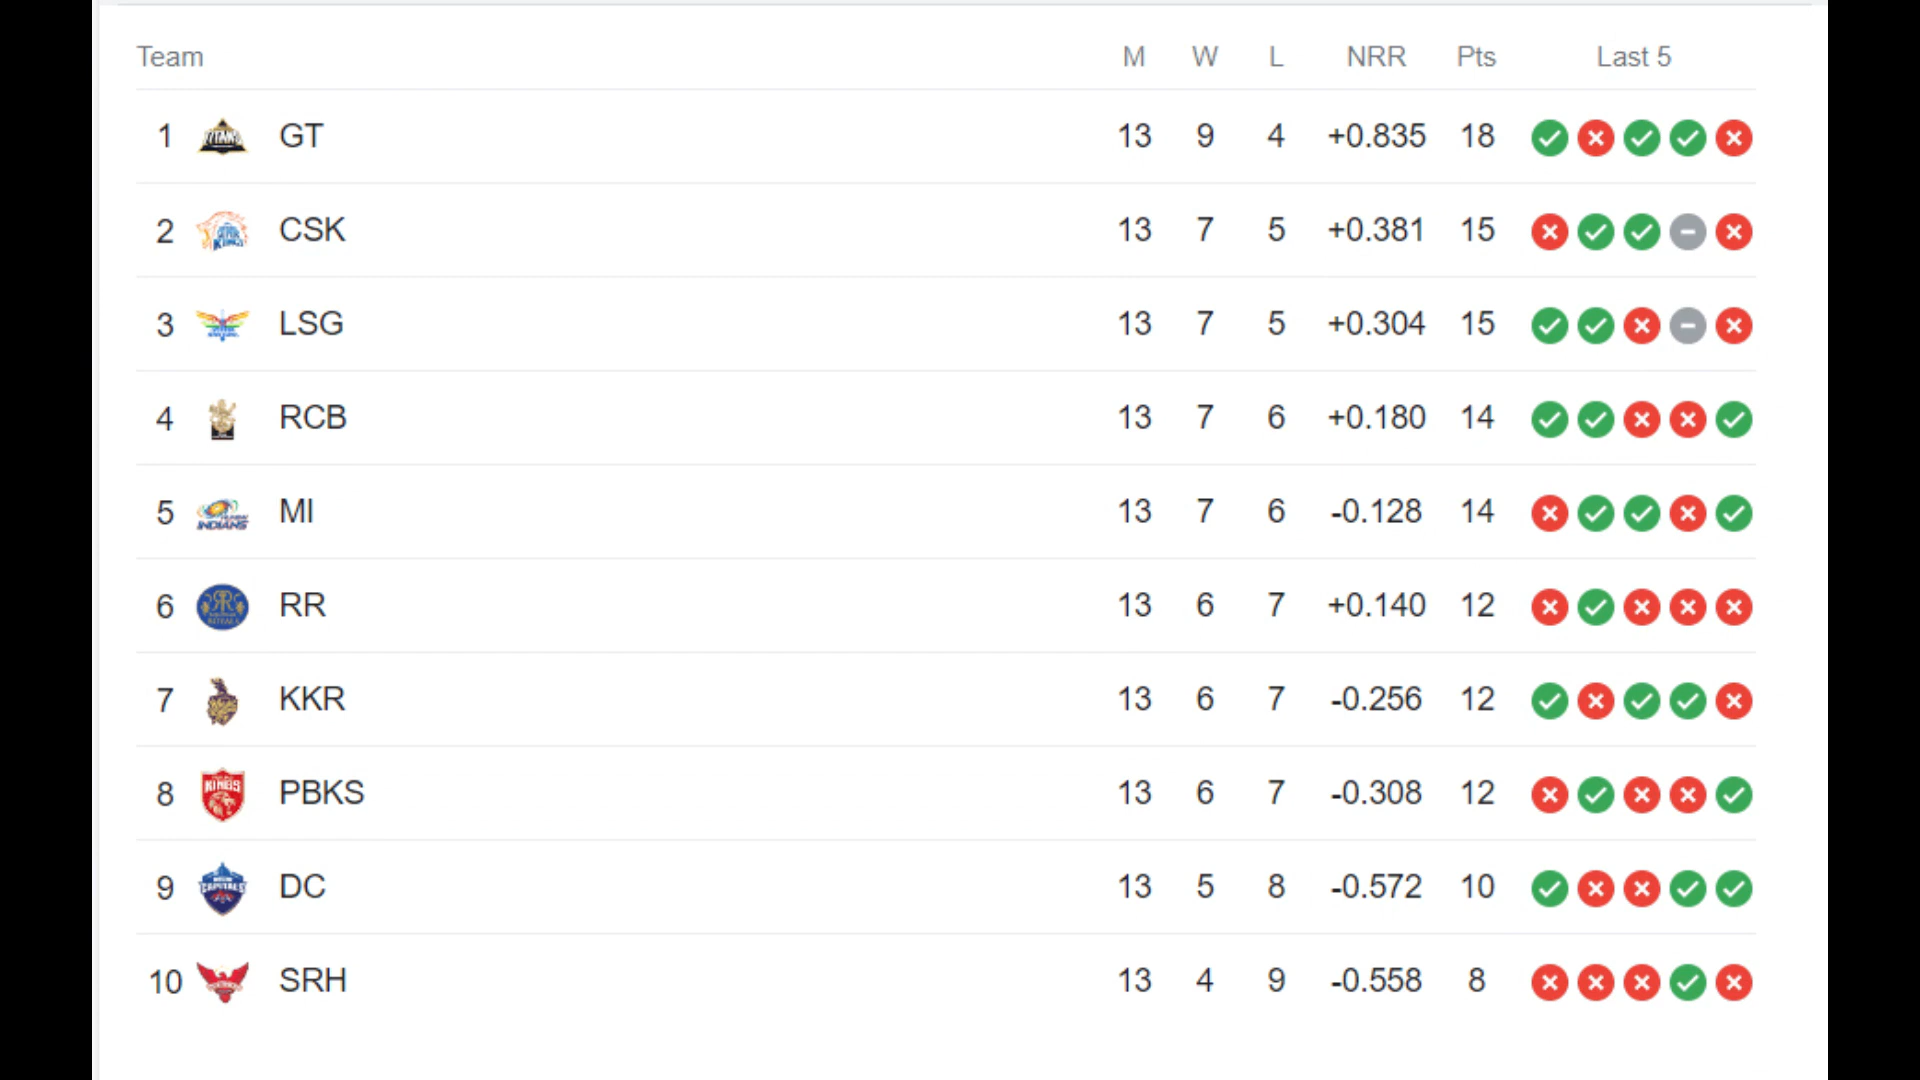 Team M W L NRR Pts Last 5
1 GT 13 9 4 +0.835 18
2 CSK 13 7 5 +0.381 15
3 LSG 13 7 5 +0.304 15
4 RCB 13 7 6 +0.180 14
5 MI 13 7 6 -0.128 14
6 RR 13 6 7 +0.140 12
7 KKR 13 6 7 -0.256 12
8 PBKS 13 6 7 -0.308 12
9 DC 13 5 8 -0.572 10
10 SRH 13 4 9 -0.558 8